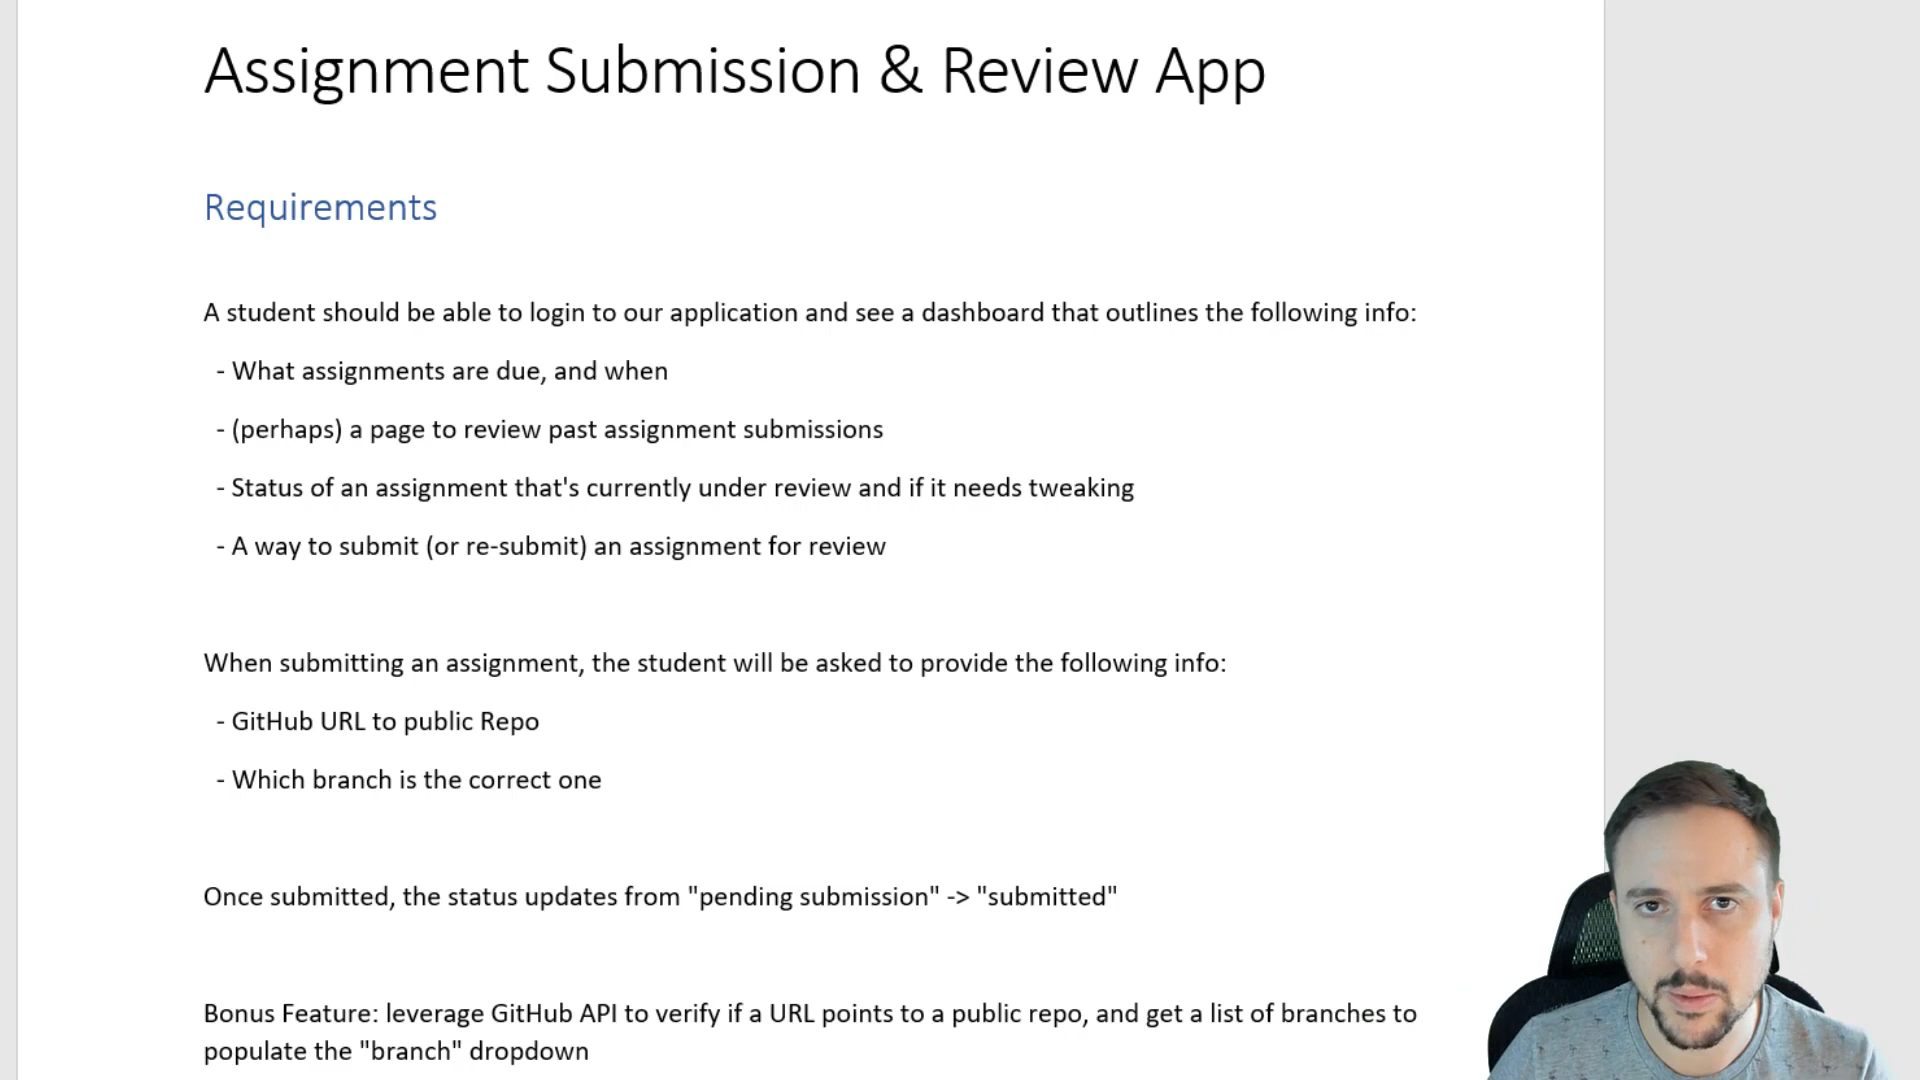 Assignment Submission & Review App
Requirements
A student should be able to login to our application and see a dashboard that outlines the following info:
- What assignments are due, and when
- (perhaps) a page to review past assignment submissions
- Status of an assignment that's currently under review and if it needs tweaking
- A way to submit (or re-submit) an assignment for review
When submitting an assignment, the student will be asked to provide the following info:
- GitHub URL to public Repo
- Which branch is the correct one
Once submitted, the status updates from "pending submission" -> "submitted"
Bonus Feature: leverage GitHub API to verify if a URL points to a public repo, and get a list of branches to
populate the "branch" dropdown